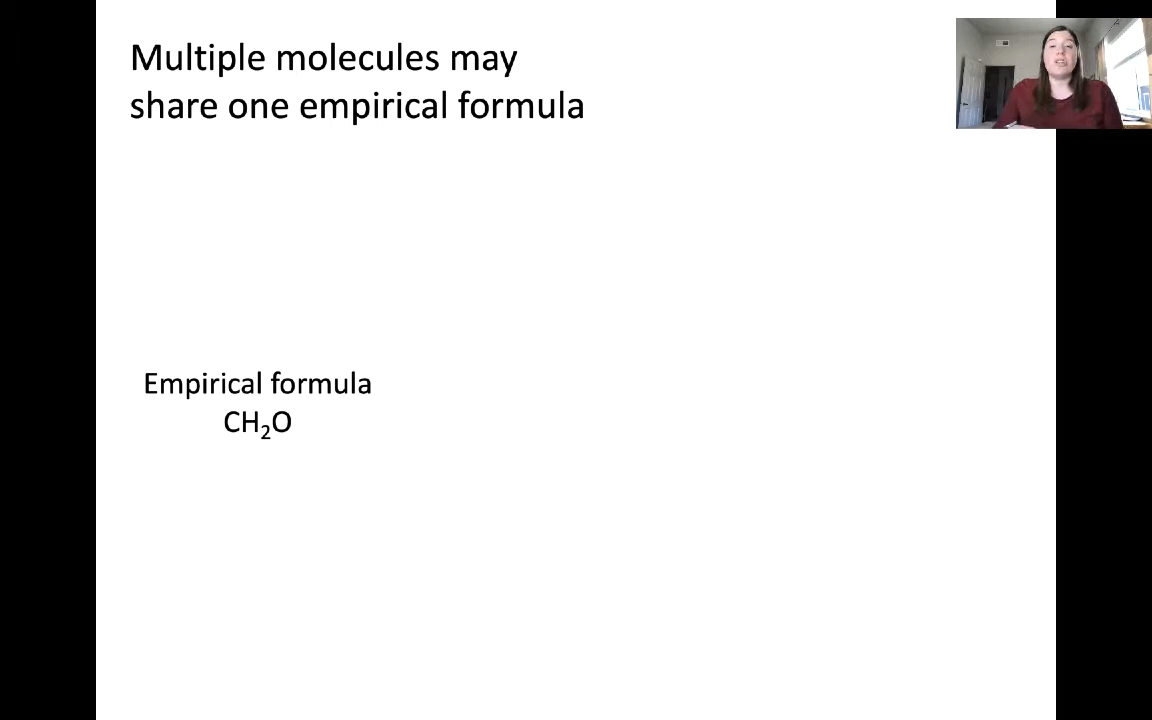 Multiple molecules may
share one empirical formula
Empirical formula
CH₂O